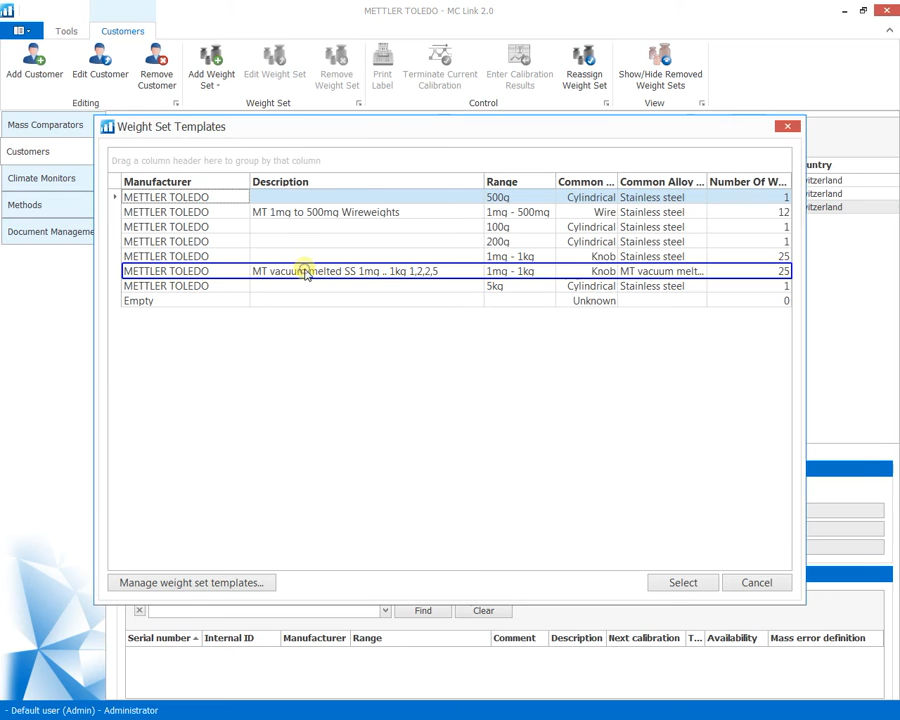 METTLER TOLEDO - MC Link 2.0
Tools
Customers
Add Customer
Edit Customer
Remove Customer
Add Weight Set
Edit Weight Set
Remove Weight Set
Print Label
Terminate Current Calibration
Enter Calibration Results
Reassign Weight Set
Show/Hide Removed Weight Sets
Editing
Weight Set
Control
View
Mass Comparators
Customers
Climate Monitors
Methods
Document Manageme
Weight Set Templates
Drag a column header here to group by that column
Manufacturer Description Range Common ... Common Alloy ... Number Of W...
METTLER TOLEDO 500g Cylindrical Stainless steel 1
METTLER TOLEDO MT 1mg to 500mg Wireweights 1mg - 500mg Wire Stainless steel 12
METTLER TOLEDO 100g Cylindrical Stainless steel 1
METTLER TOLEDO 200g Cylindrical Stainless steel 1
METTLER TOLEDO 1mg - 1kg Knob Stainless steel 25
METTLER TOLEDO MT vacuum melted SS 1mg .. 1kg 1,2,2,5 1mg - 1kg Knob MT vacuum melt... 25
METTLER TOLEDO 5kg Cylindrical Stainless steel 1
Empty Unknown 0
untry
vitzerland
vitzerland
vitzerland
Manage weight set templates...
Select
Cancel
Find
Clear
Serial number Internal ID Manufacturer Range Comment Description Next calibration T... Availability Mass error definition
- Default user (Admin) - Administrator